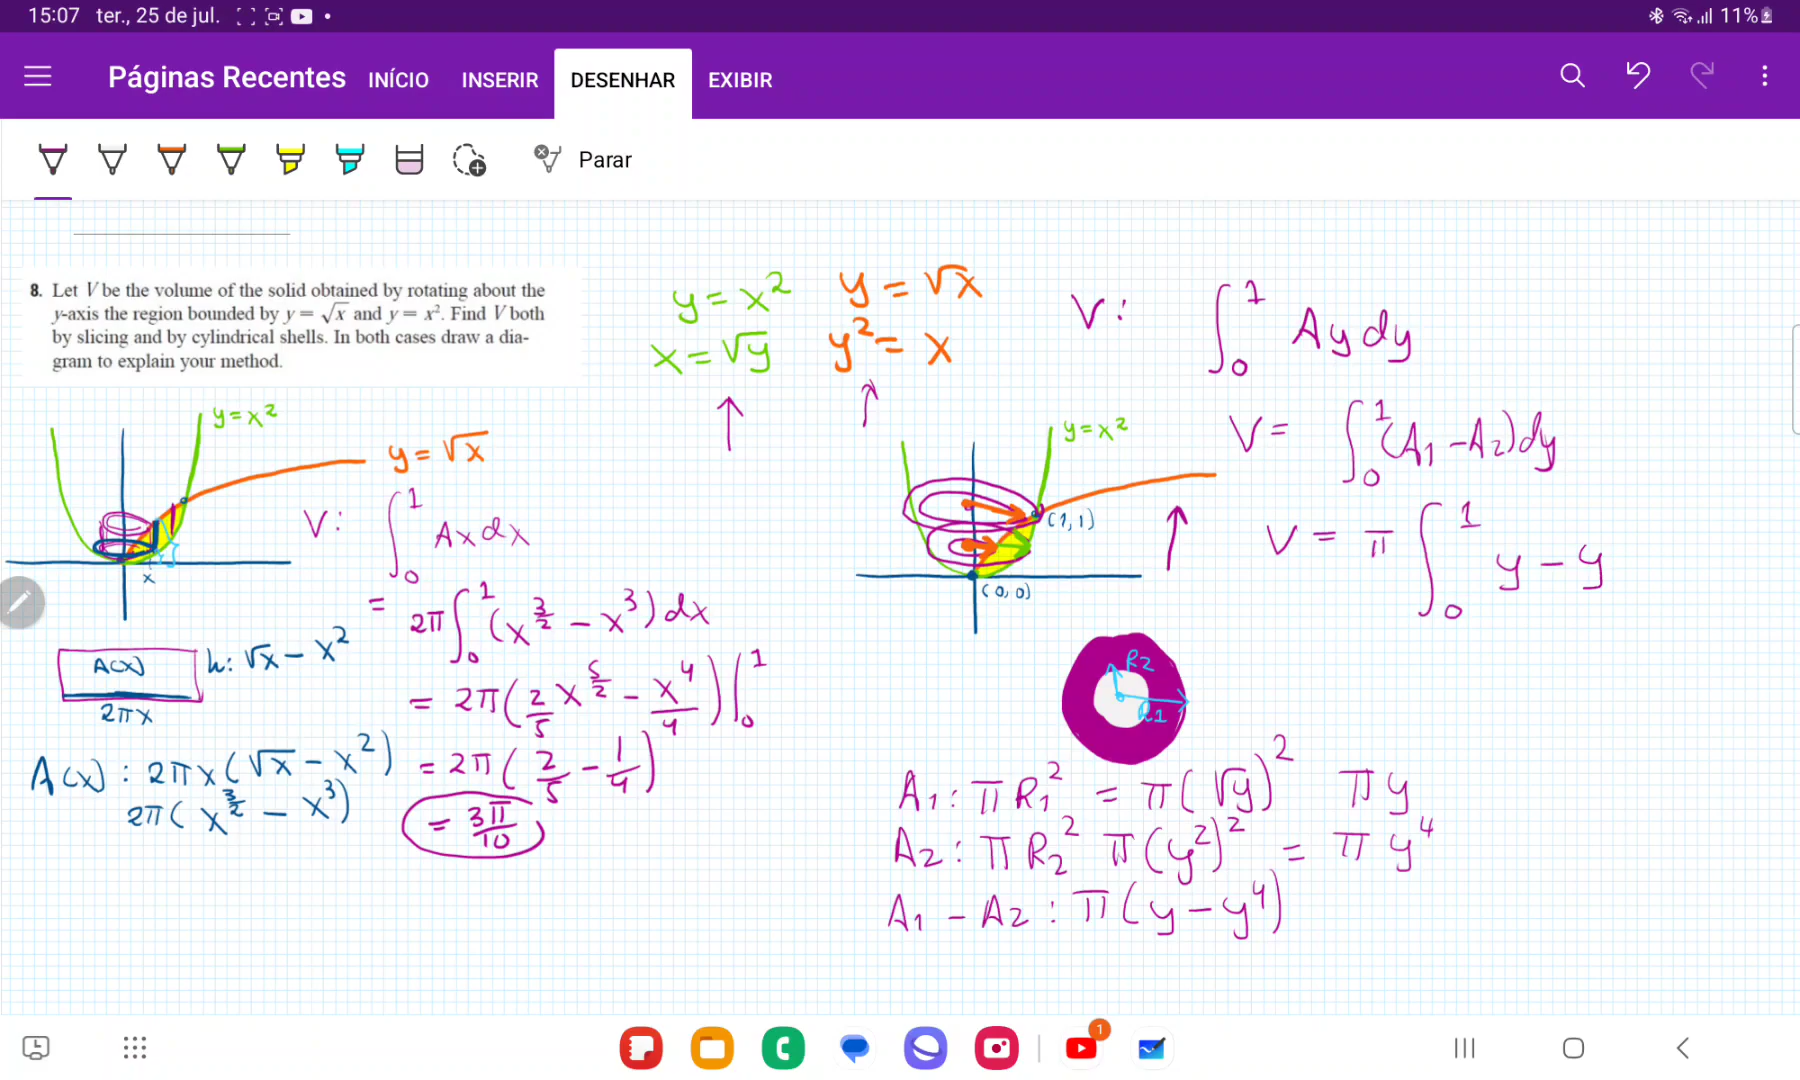 15:07 ter., 25 de jul.
11%
Páginas Recentes INÍCIO INSERIR DESENHAR EXIBIR
Parar
8. Let V be the volume of the solid obtained by rotating about the
y-axis the region bounded by y = √x and y = x². Find V both
by slicing and by cylindrical shells. In both cases draw a dia-
gram to explain your method.
y = x²
y = √x
x
V: ∫₀¹ Ax dx
= 2π ∫₀¹ (x^(3/2) − x³) dx
= 2π (2/5 x^(5/2) − x⁴/4) |₀¹
= 2π (2/5 − 1/4)
= 3π/10
A(x)
h: √x − x²
2πx
A(x) : 2πx (√x − x²)
2π (x^(3/2) − x³)
y = x²
x = √y
y = √x
y² = x
y = x²
(1,1)
(0,0)
V: ∫₀¹ Ay dy
V = ∫₀¹ (A₁ − A₂) dy
V = π ∫₀¹ y − y
R2
R1
A₁ : π R₁² = π (√y)² π y
A₂ : π R₂² π (y²)² = π y⁴
A₁ − A₂ : π (y − y⁴)
1